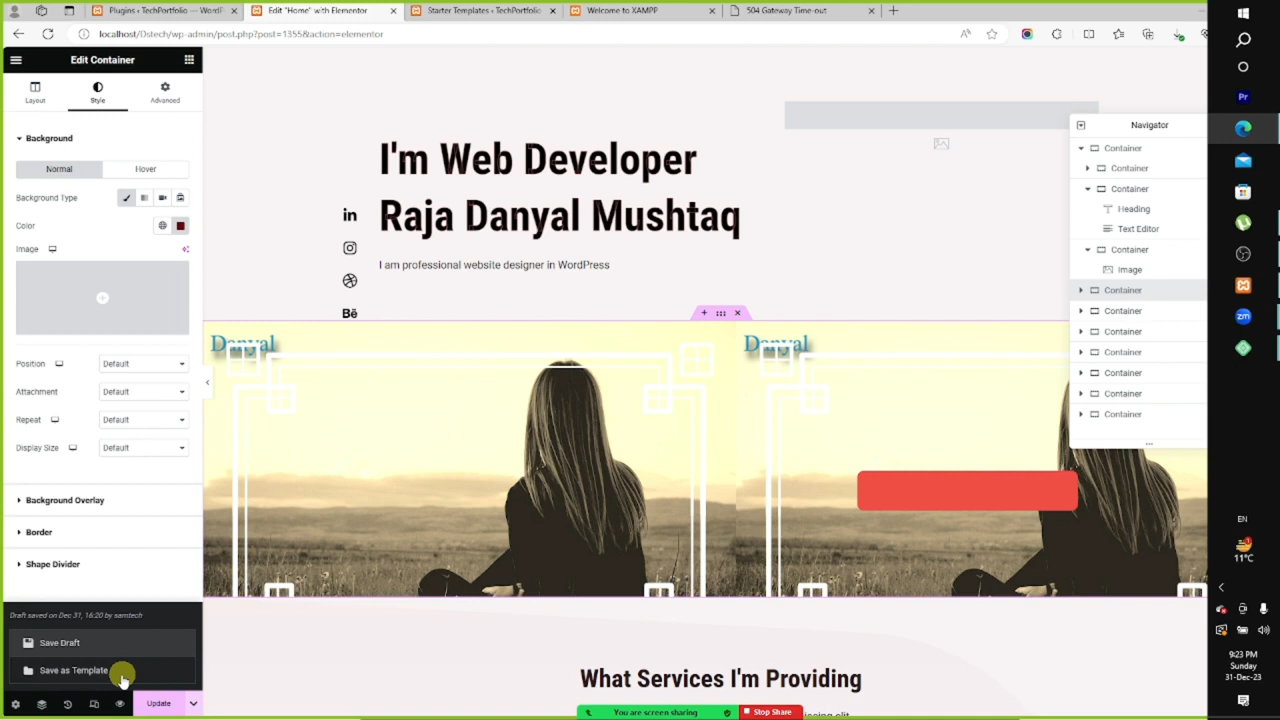 Plugins ‹ TechPortfolio — WordPr
Edit "Home" with Elementor
Starter Templates ‹ TechPortfolio
Welcome to XAMPP
504 Gateway Time-out
localhost/Dstech/wp-admin/post.php?post=1355&action=elementor
Edit Container
Layout
Style
Advanced
Background
Normal
Hover
Background Type
Color
Image
Position
Default
Attachment
Default
Repeat
Default
Display Size
Default
Background Overlay
Border
Shape Divider
Draft saved on Dec 31, 16:20 by samtech
Save Draft
Save as Template
Update
I'm Web Developer
Raja Danyal Mushtaq
I am professional website designer in WordPress
in
Bē
Danyal
Danyal
What Services I'm Providing
You are screen sharing
Stop Share
Navigator
Container
Container
Container
Heading
Text Editor
Container
Image
Container
Container
Container
Container
Container
Container
Container
Pr
zm
EN
1
11°C
9:23 PM
Sunday
31-Dec-23